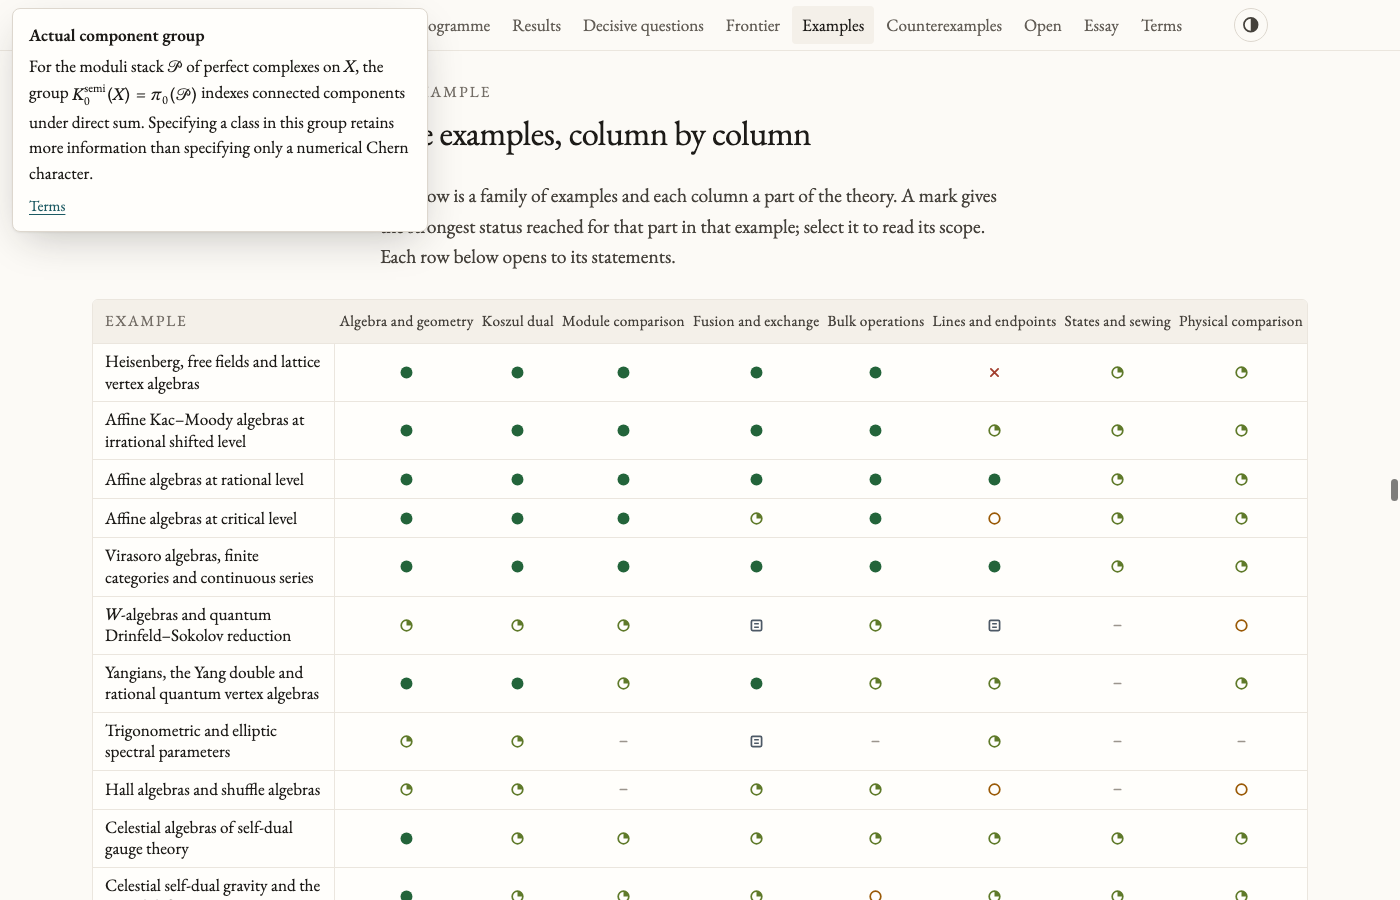 Actual component group
For the moduli stack 𝒫 of perfect complexes on X, the
group K₀^semi(X) = π₀(𝒫) indexes connected components
under direct sum. Specifying a class in this group retains
more information than specifying only a numerical Chern
character.
Terms
ogramme Results Decisive questions Frontier Examples Counterexamples Open Essay Terms
AMPLE
e examples, column by column
ow is a family of examples and each column a part of the theory. A mark gives
ongest status reached for that part in that example; select it to read its scope.
Each row below opens to its statements.
EXAMPLE Algebra and geometry Koszul dual Module comparison Fusion and exchange Bulk operations Lines and endpoints States and sewing Physical comparison
Heisenberg, free fields and lattice
vertex algebras
Affine Kac–Moody algebras at
irrational shifted level
Affine algebras at rational level
Affine algebras at critical level
Virasoro algebras, finite
categories and continuous series
W-algebras and quantum
Drinfeld–Sokolov reduction
Yangians, the Yang double and
rational quantum vertex algebras
Trigonometric and elliptic
spectral parameters
Hall algebras and shuffle algebras
Celestial algebras of self-dual
gauge theory
Celestial self-dual gravity and the